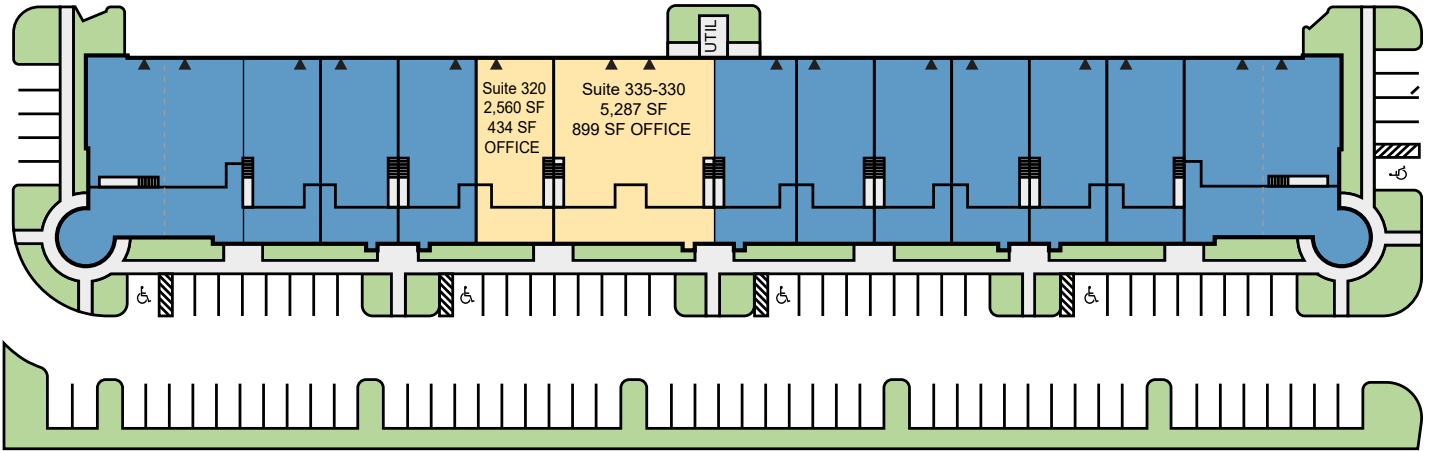 UTIL
Suite 320
2,560 SF
434 SF
OFFICE
Suite 335-330
5,287 SF
899 SF OFFICE